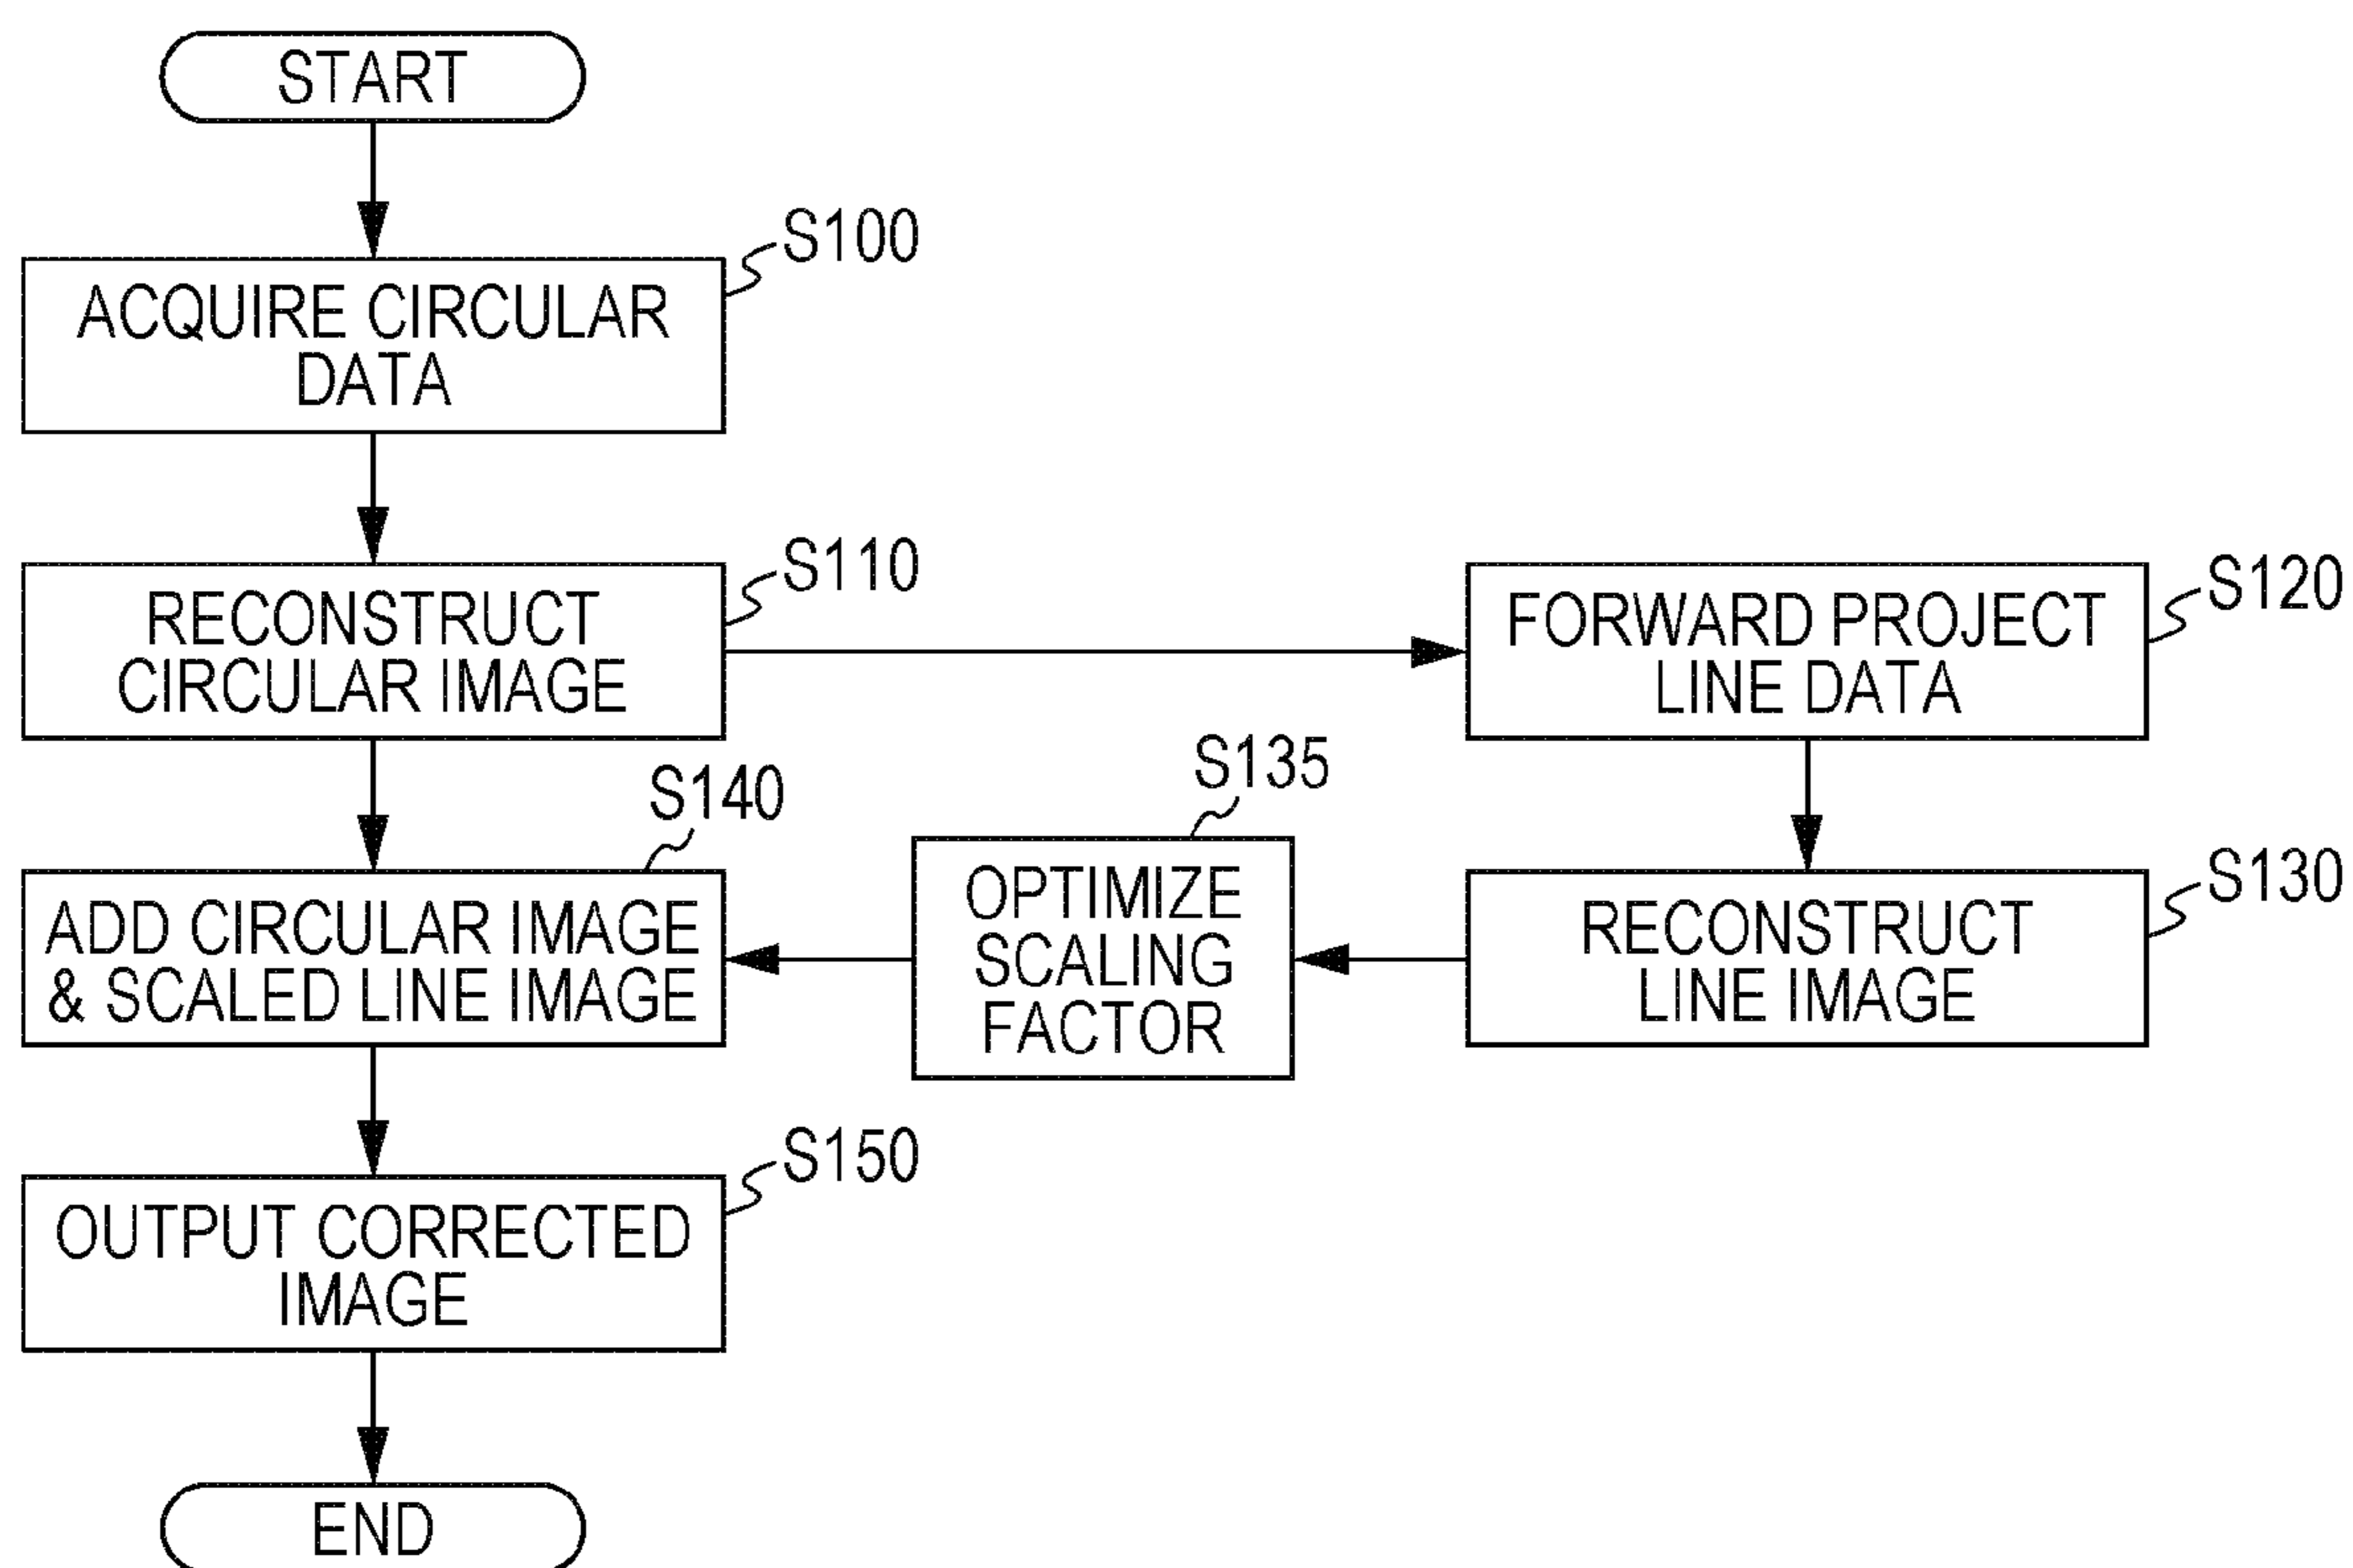 START
S100
ACQUIRE CIRCULAR
DATA
S110
RECONSTRUCT
CIRCULAR IMAGE
S120
FORWARD PROJECT
LINE DATA
S130
RECONSTRUCT
LINE IMAGE
S135
OPTIMIZE
SCALING
FACTOR
S140
ADD CIRCULAR IMAGE
& SCALED LINE IMAGE
S150
OUTPUT CORRECTED
IMAGE
END